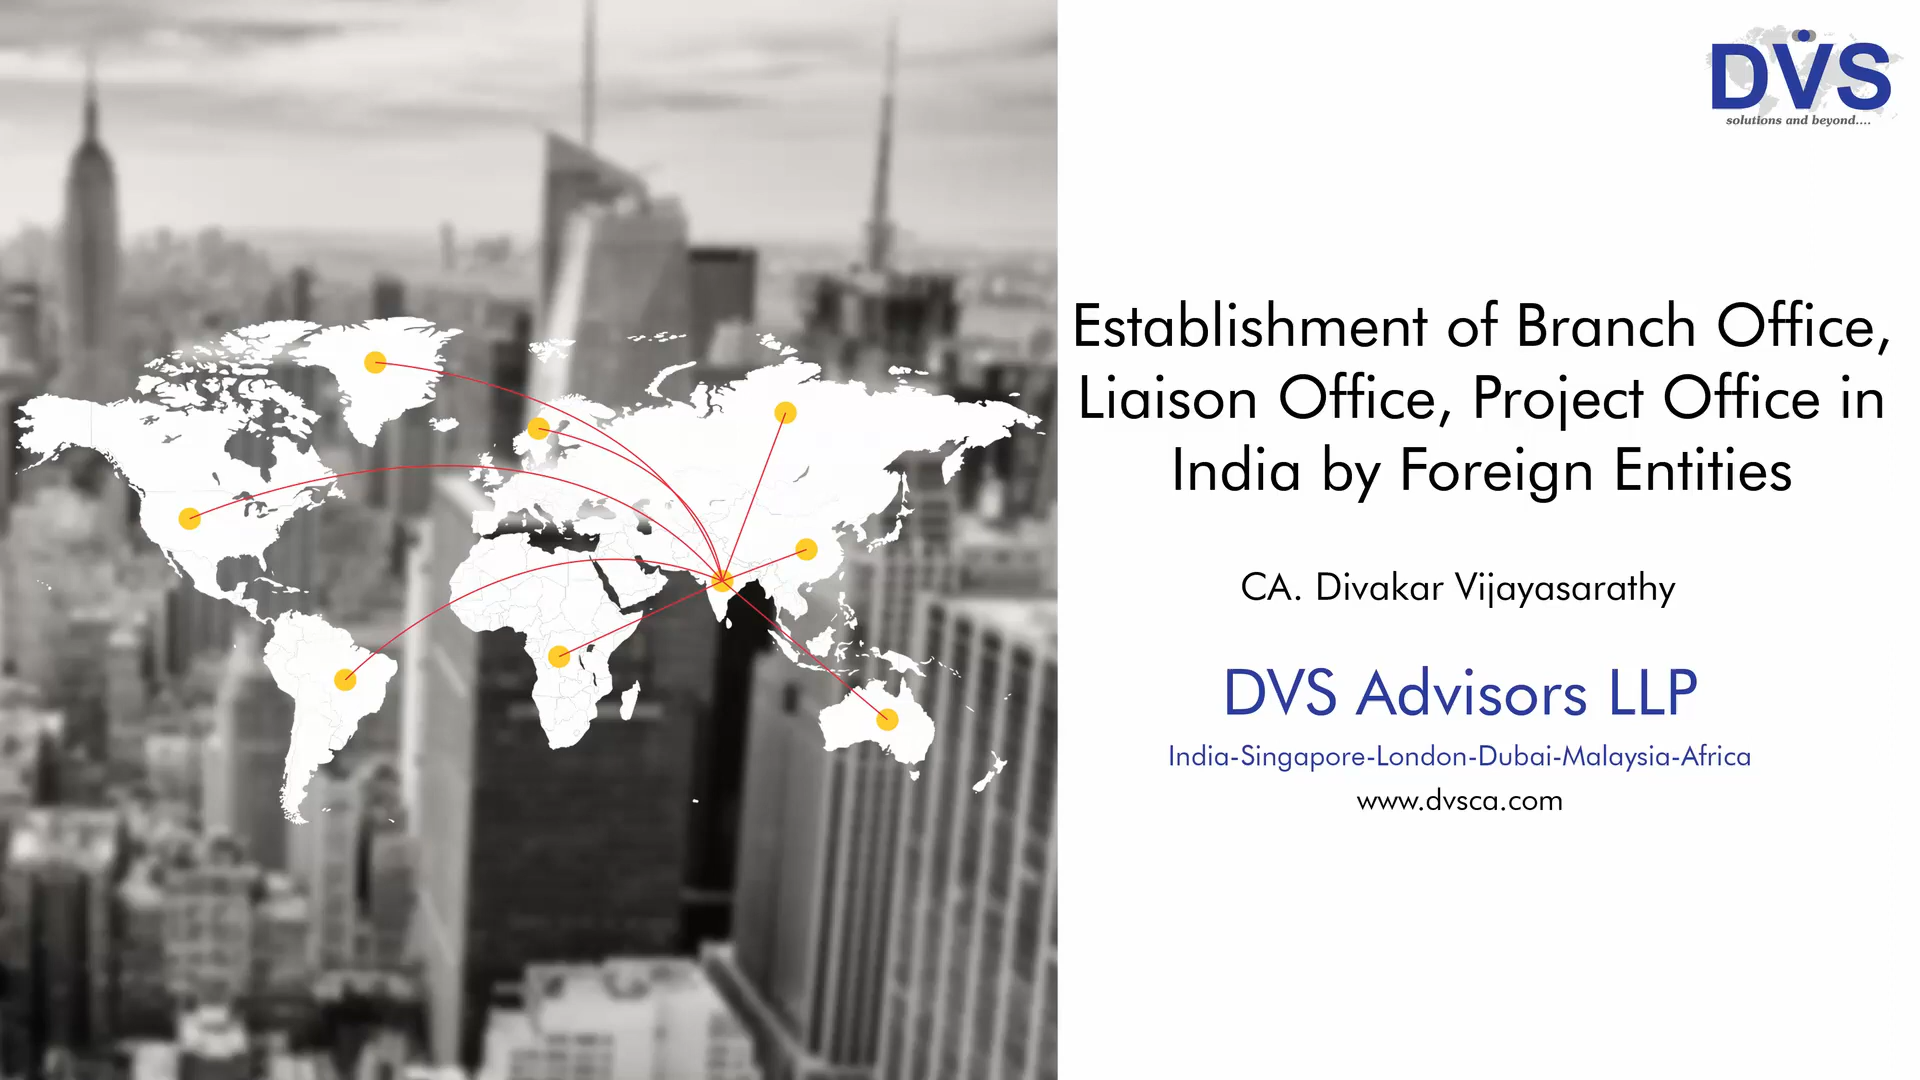 DVS
solutions and beyond....
Establishment of Branch Office,
Liaison Office, Project Office in
India by Foreign Entities
CA. Divakar Vijayasarathy
DVS Advisors LLP
India-Singapore-London-Dubai-Malaysia-Africa
www.dvsca.com